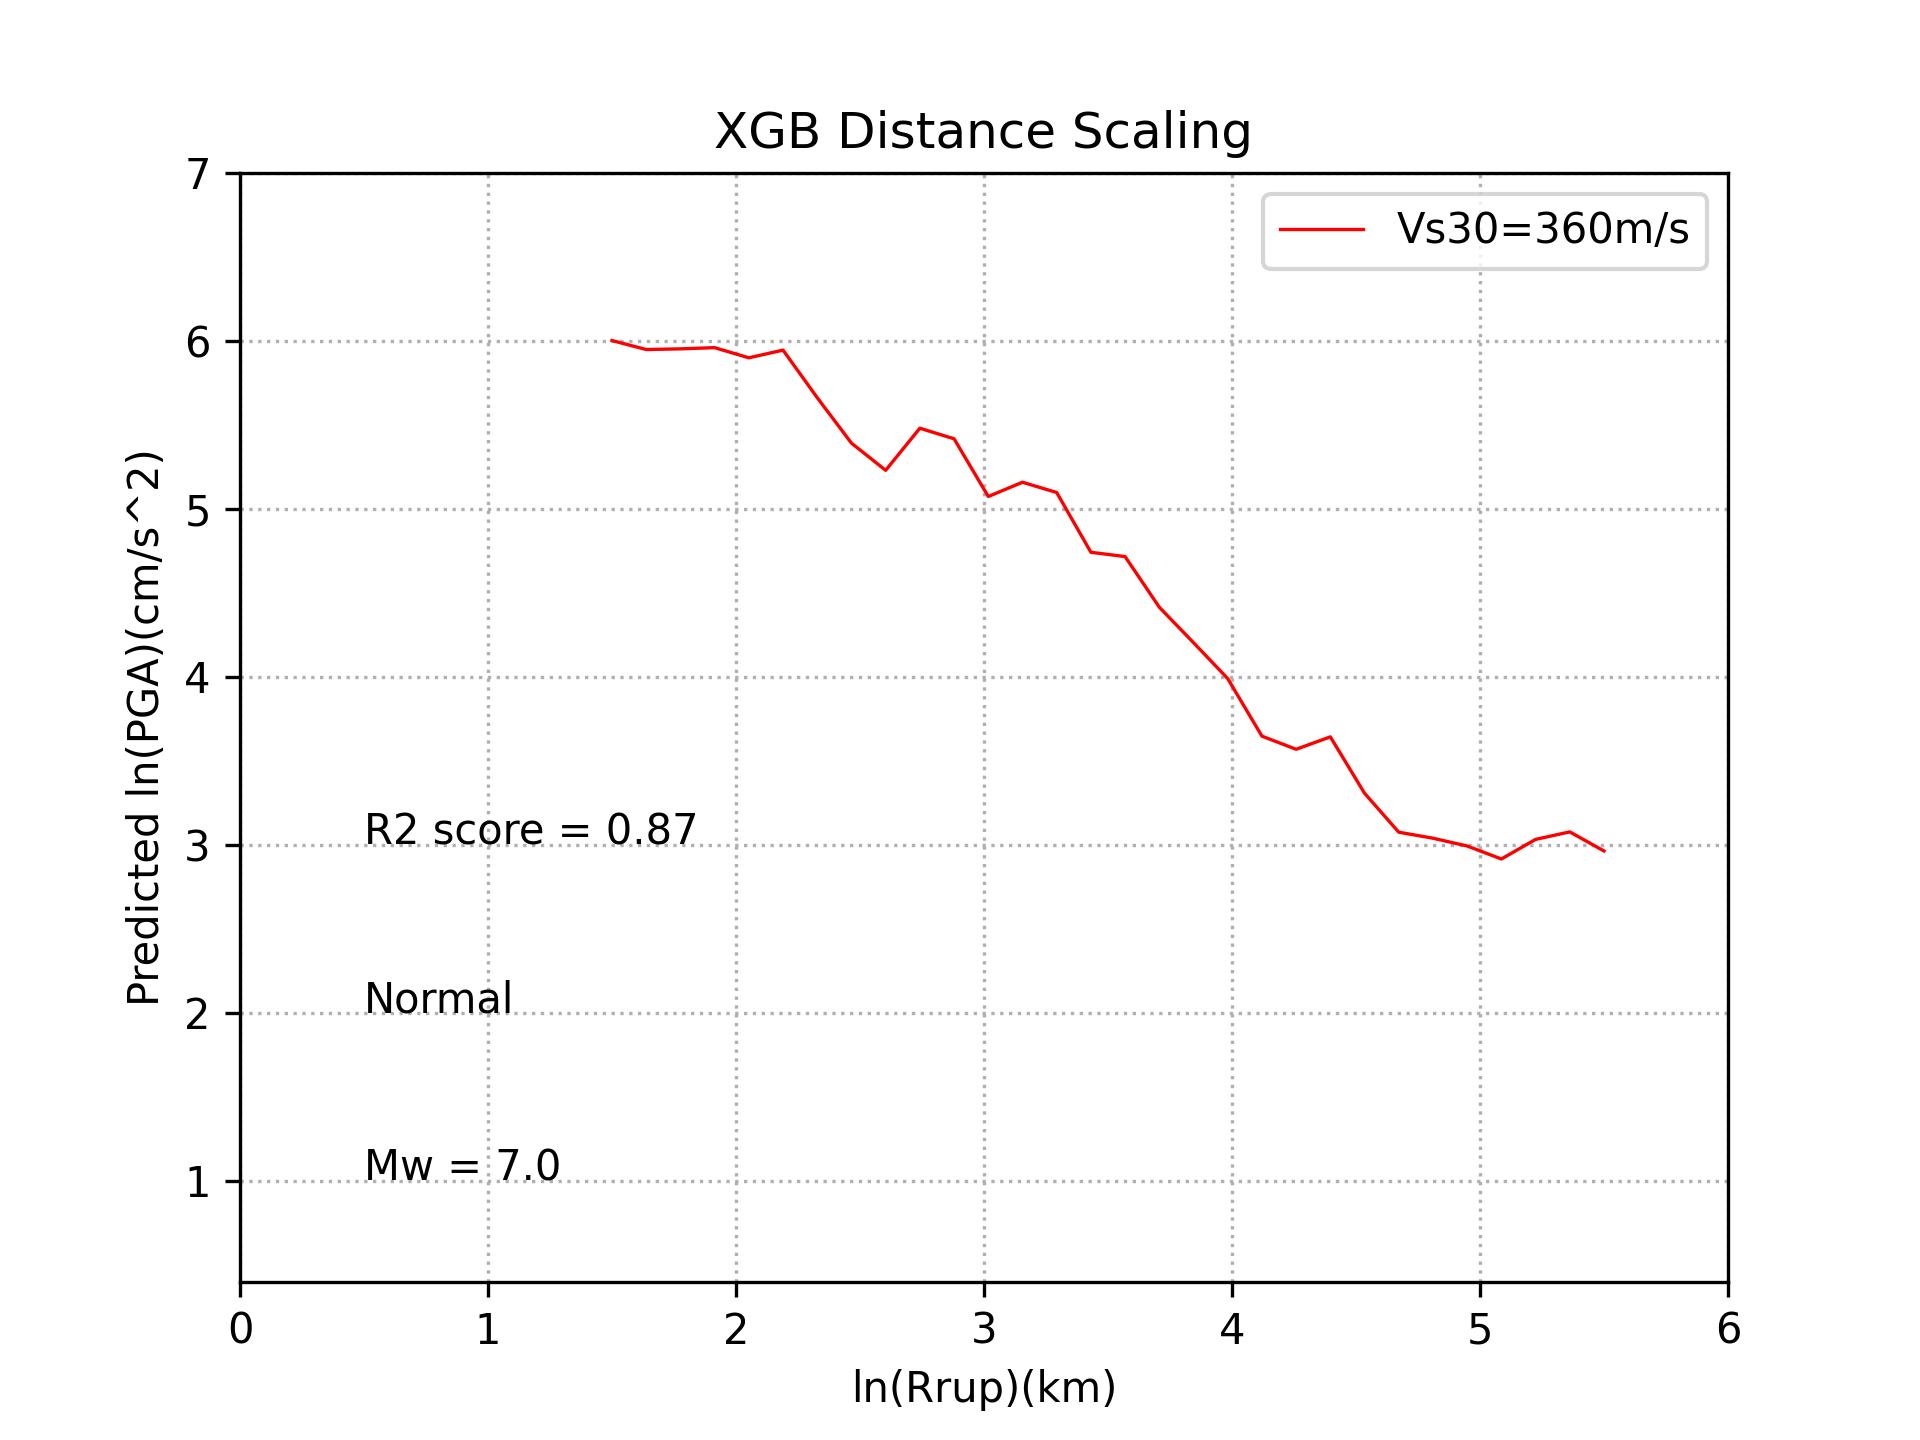 XGB Distance Scaling
Vs30=360m/s
7
6
5
4
3
2
1
Predicted ln(PGA)(cm/s^2)
R2 score = 0.87
Normal
Mw = 7.0
0 1 2 3 4 5 6
ln(Rrup)(km)